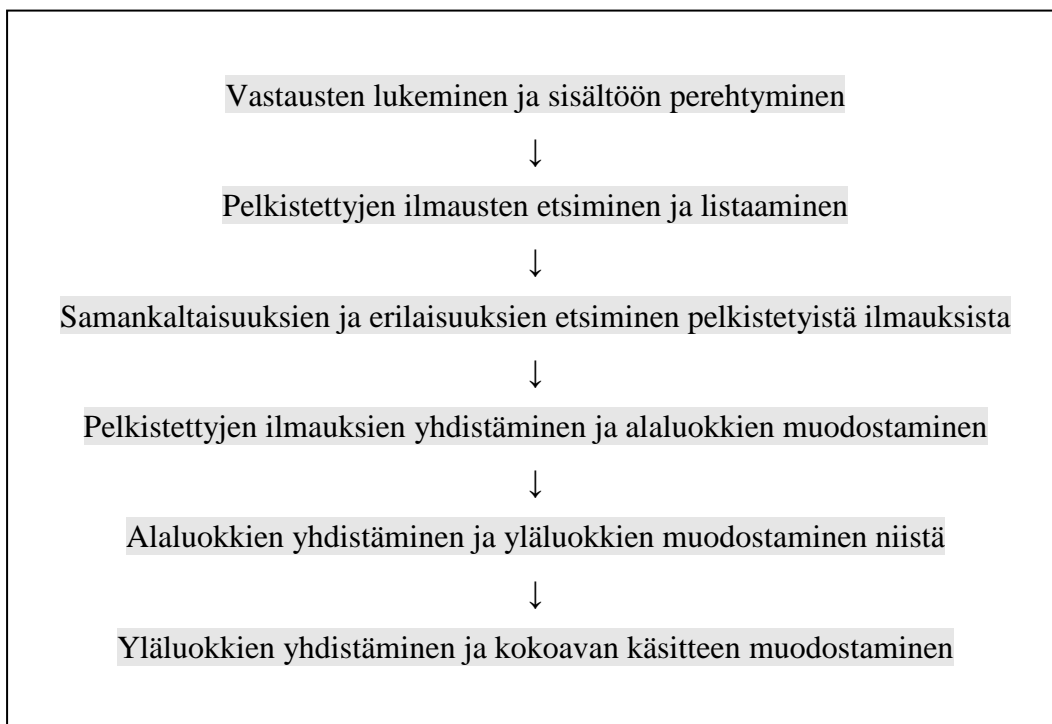 Vastausten lukeminen ja sisältöön perehtyminen
↓
Pelkistettyjen ilmausten etsiminen ja listaaminen
↓
Samankaltaisuuksien ja erilaisuuksien etsiminen pelkistetyistä ilmauksista
↓
Pelkistettyjen ilmauksien yhdistäminen ja alaluokkien muodostaminen
↓
Alaluokkien yhdistäminen ja yläluokkien muodostaminen niistä
↓
Yläluokkien yhdistäminen ja kokoavan käsitteen muodostaminen